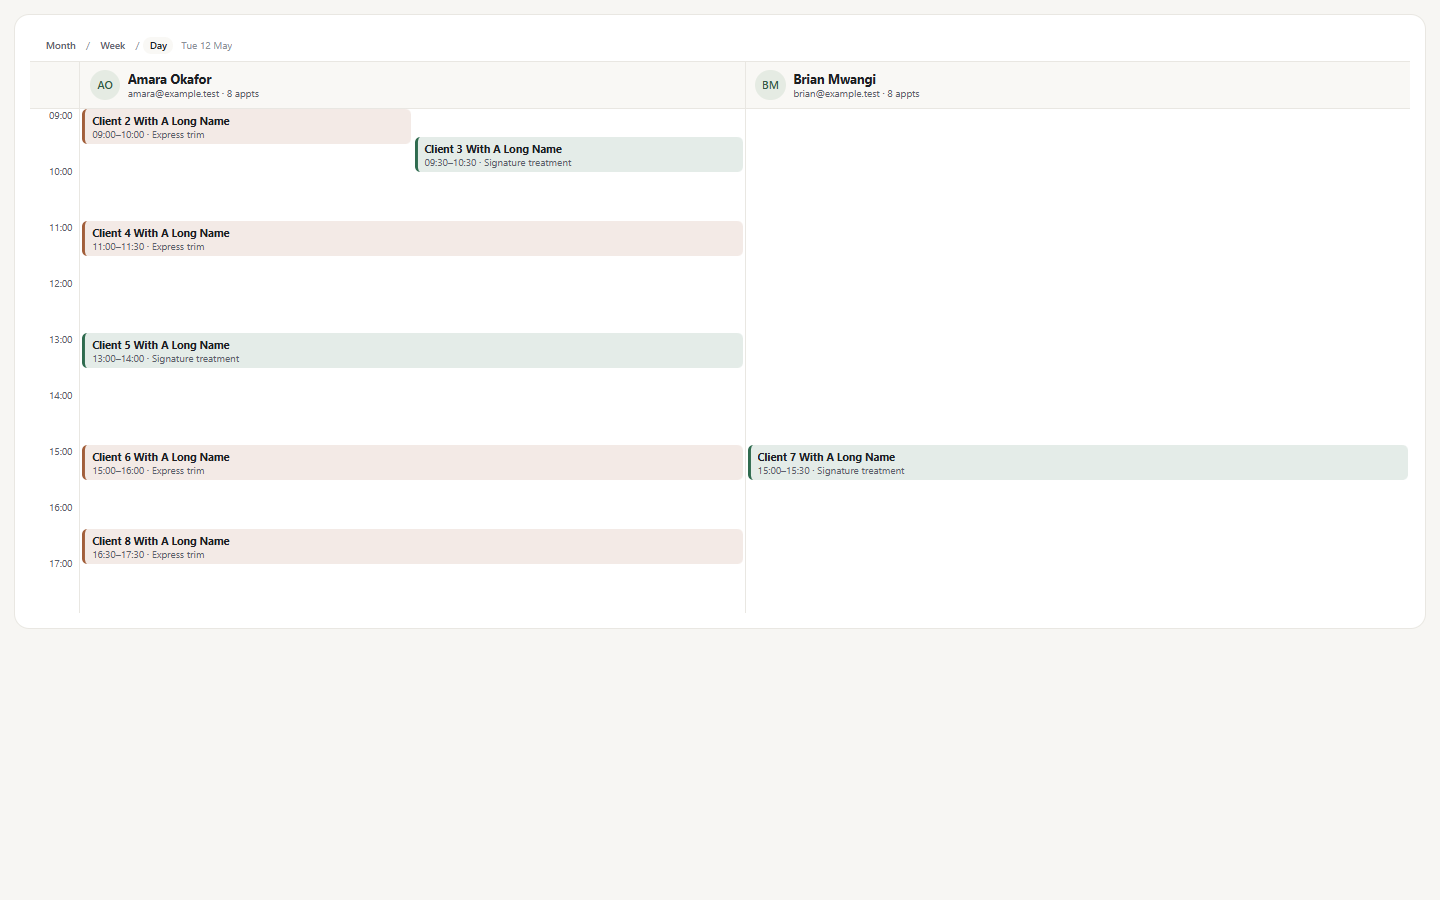 Month / Week / Day Tue 12 May
AO Amara Okafor
amara@example.test · 8 appts
BM Brian Mwangi
brian@example.test · 8 appts
09:00
Client 2 With A Long Name
09:00–10:00 · Express trim
Client 3 With A Long Name
09:30–10:30 · Signature treatment
10:00
11:00
Client 4 With A Long Name
11:00–11:30 · Express trim
12:00
13:00
Client 5 With A Long Name
13:00–14:00 · Signature treatment
14:00
15:00
Client 6 With A Long Name
15:00–16:00 · Express trim
Client 7 With A Long Name
15:00–15:30 · Signature treatment
16:00
Client 8 With A Long Name
16:30–17:30 · Express trim
17:00